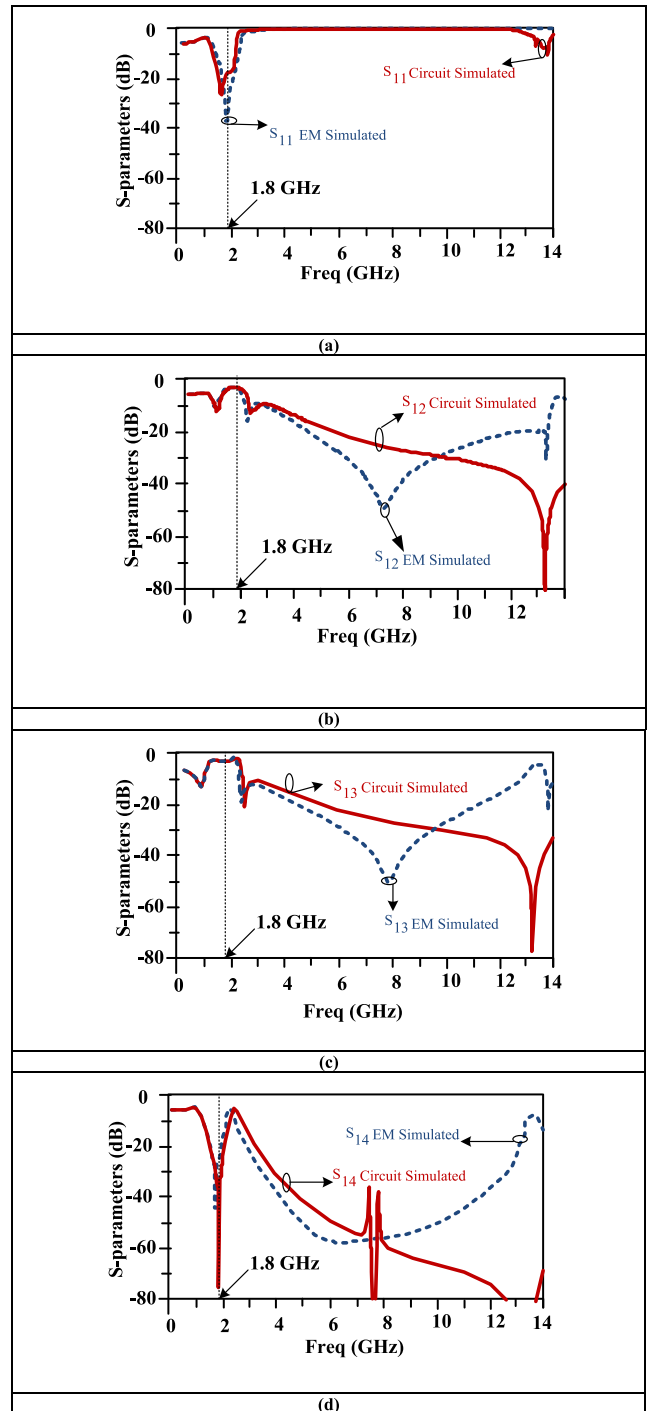 0
-20
-40
-60
-80
S-parameters (dB)
S11 Circuit Simulated
S11 EM Simulated
1.8 GHz
0 2 4 6 8 10 12 14
Freq (GHz)
(a)
0
-20
-40
-60
-80
S-parameters (dB)
S12 Circuit Simulated
1.8 GHz
S12 EM Simulated
0 2 4 6 8 10 12
Freq (GHz)
(b)
0
-20
-40
-60
-80
S-parameters (dB)
S13 Circuit Simulated
S13 EM Simulated
1.8 GHz
0 2 4 6 8 10 12 14
Freq (GHz)
(c)
0
-20
-40
-60
-80
S-parameters (dB)
S14 EM Simulated
S14 Circuit Simulated
1.8 GHz
0 2 4 6 8 10 12 14
Freq (GHz)
(d)